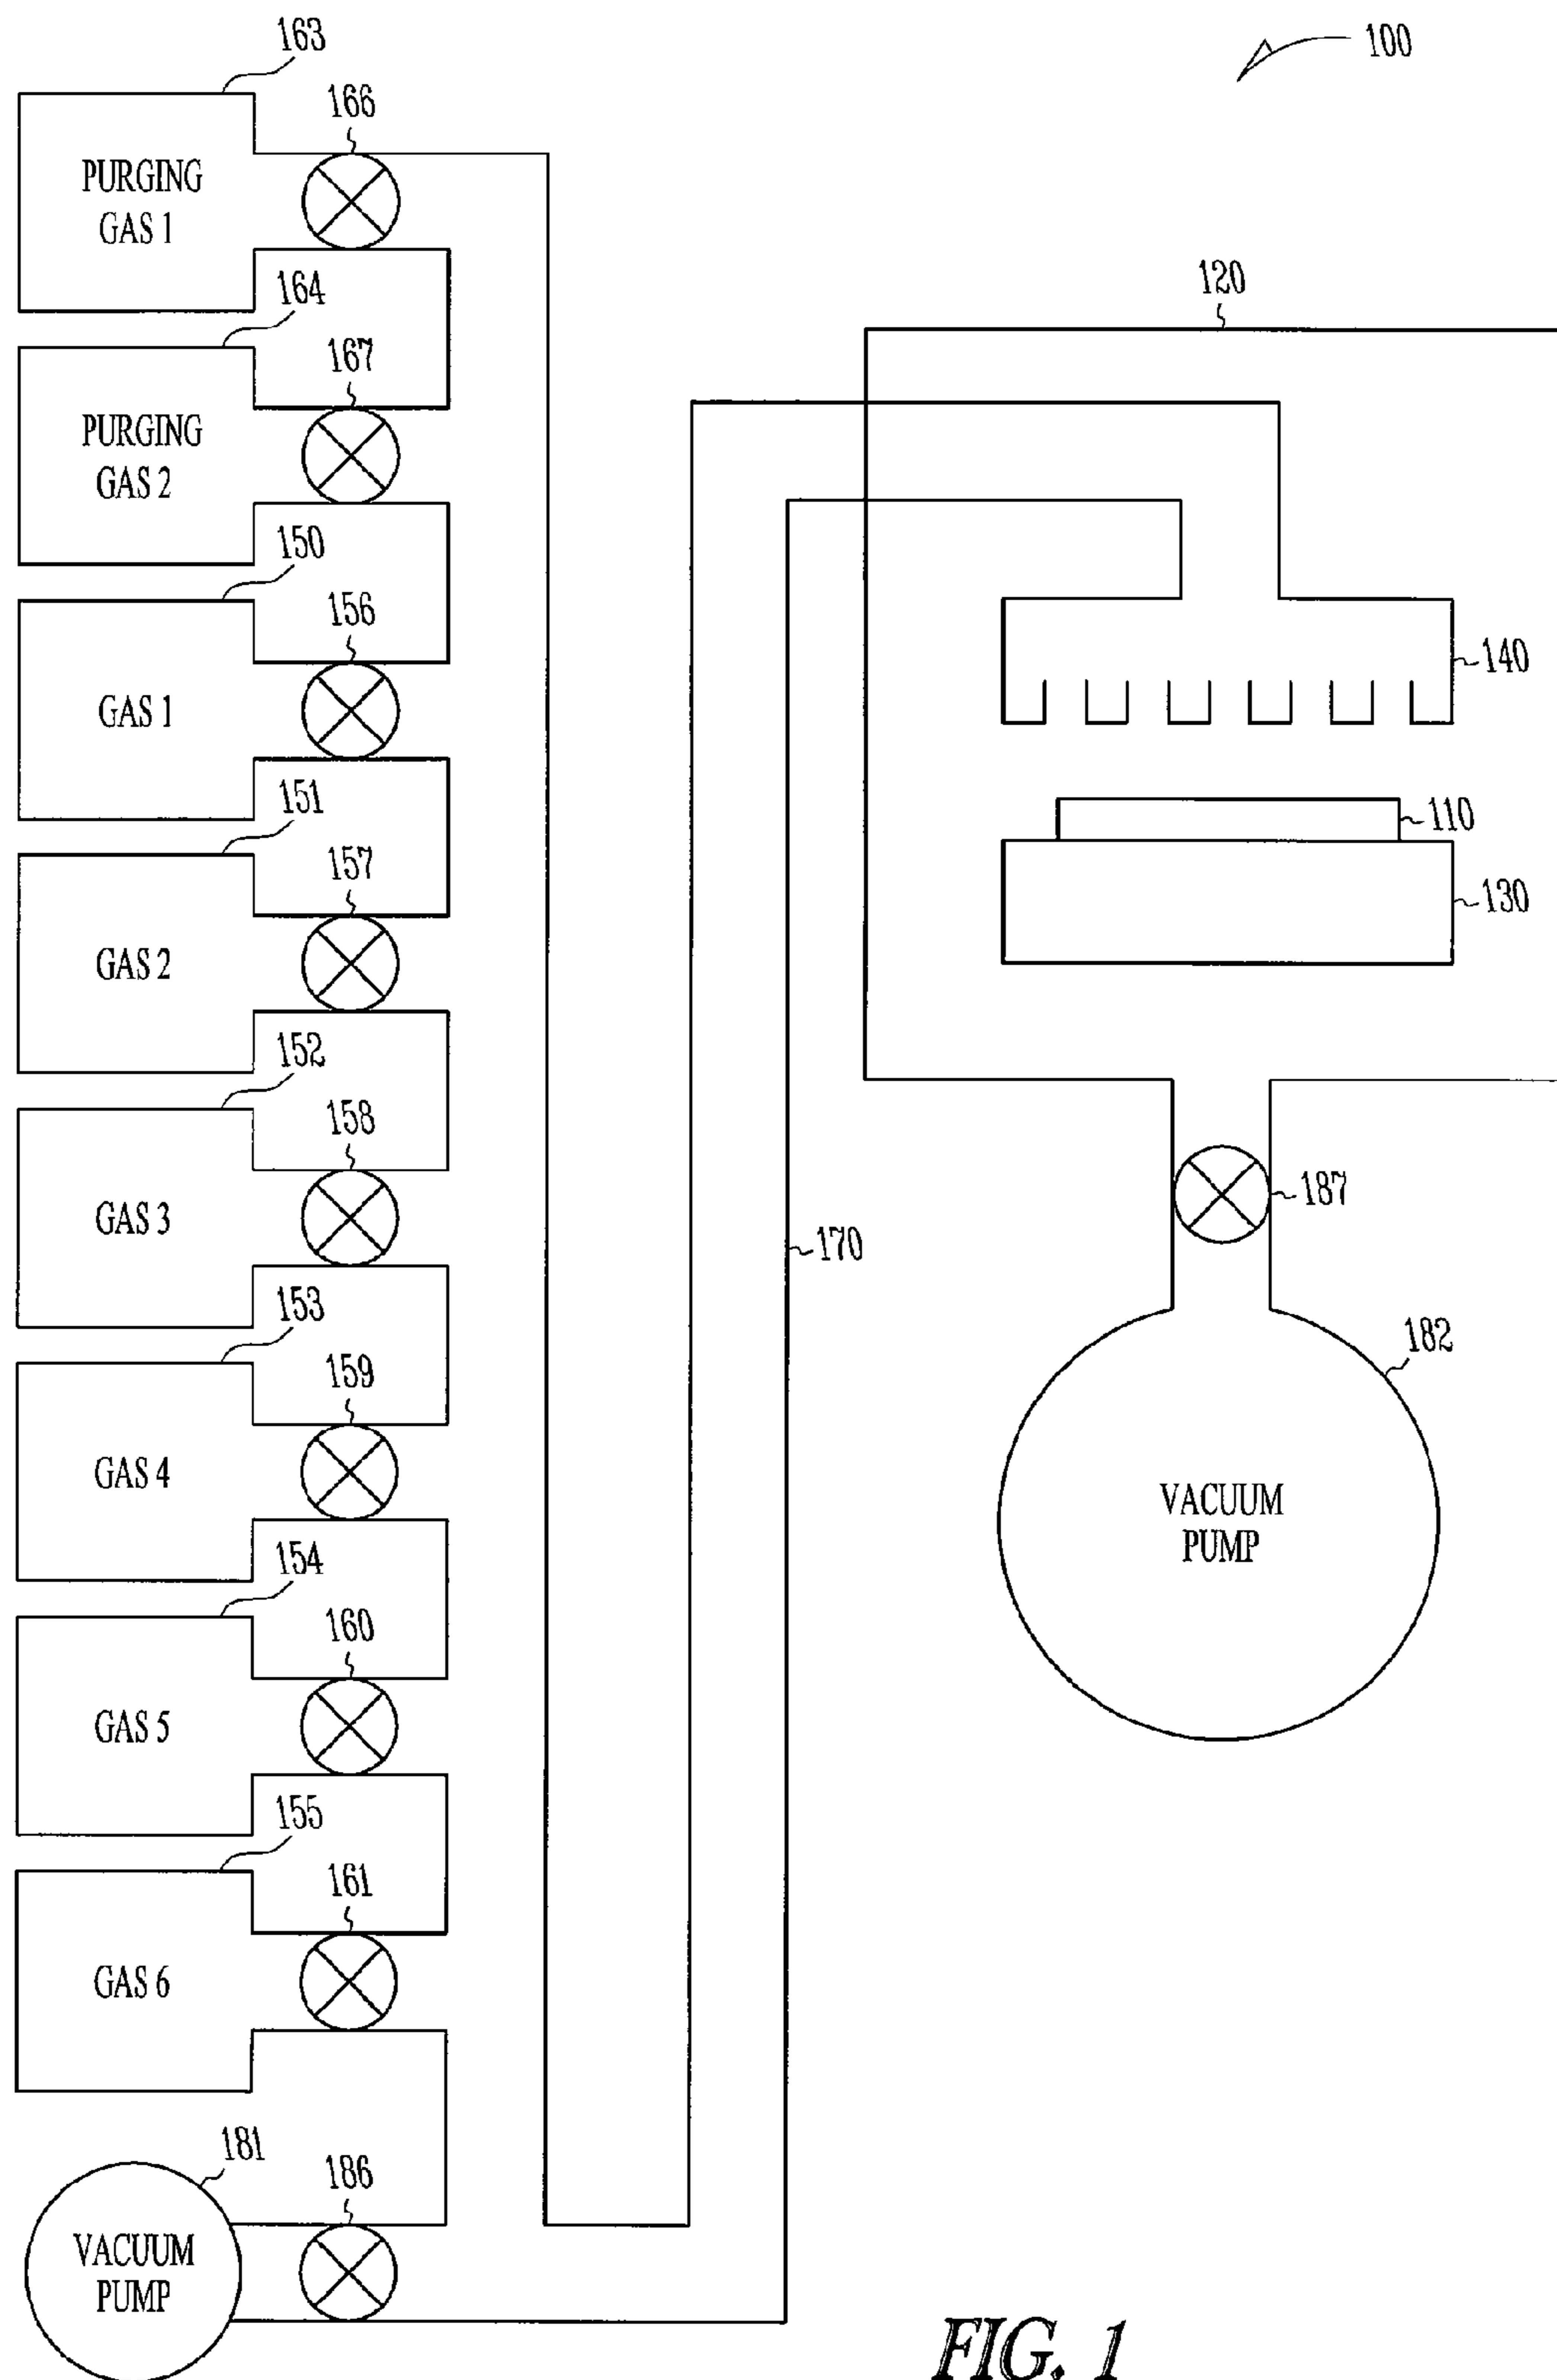 163
100
166
PURGING
GAS 1
120
164
167
PURGING
GAS 2
150
156
140
GAS 1
151
110
157
130
GAS 2
152
158
187
GAS 3
170
153
182
159
GAS 4
VACUUM
PUMP
154
160
GAS 5
155
161
GAS 6
181
186
VACUUM
PUMP
FIG. 1